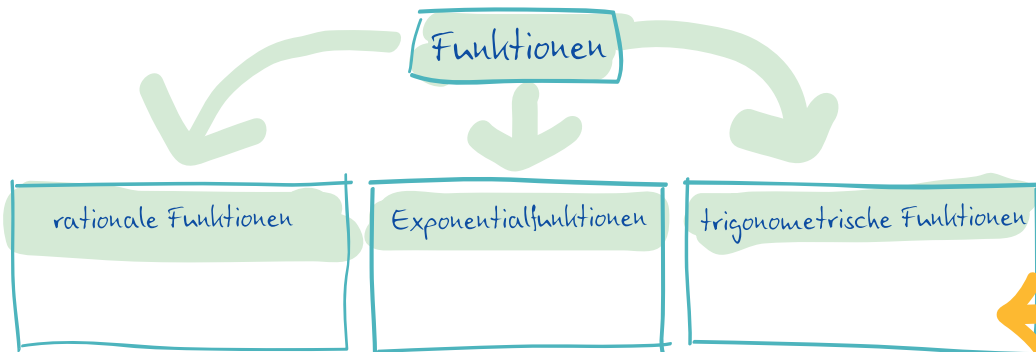 Funktionen
rationale Funktionen
Exponentialfunktionen
trigonometrische Funktionen